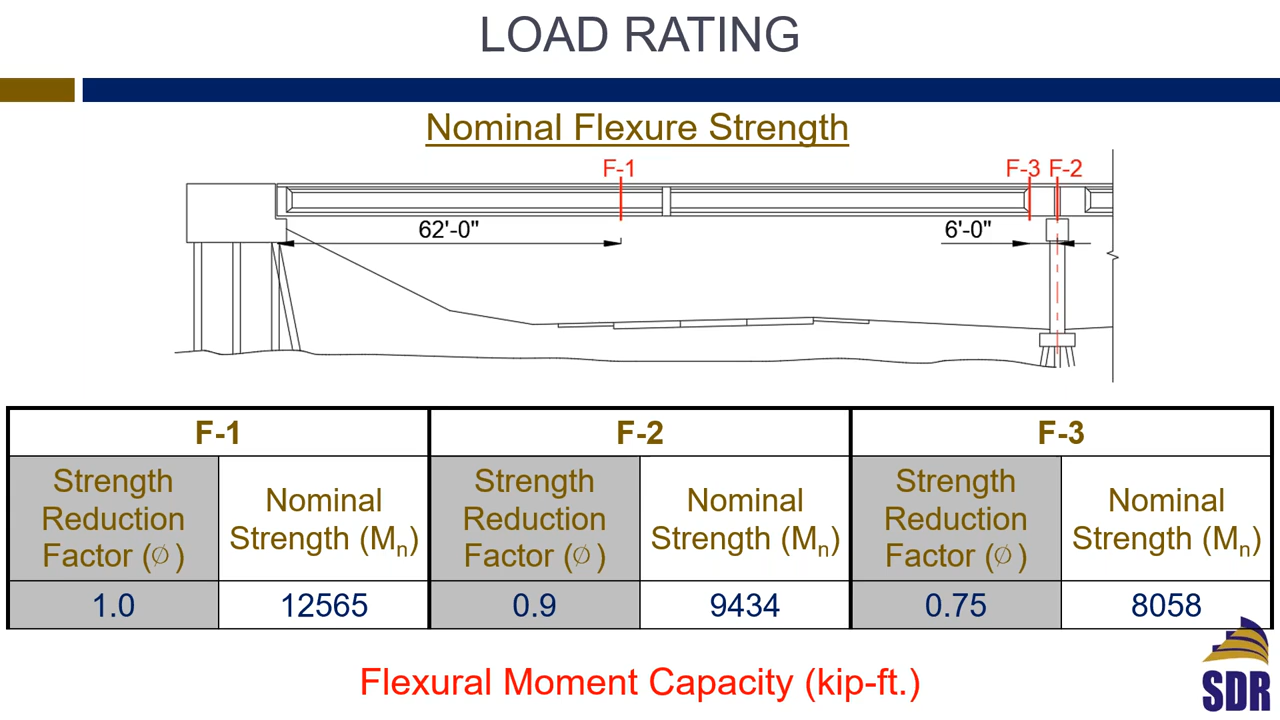 LOAD RATING
Nominal Flexure Strength
F-1
F-3 F-2
62'-0"
6'-0"
F-1
F-2
F-3
Strength
Reduction
Factor (∅)
Nominal
Strength (Mn)
Strength
Reduction
Factor (∅)
Nominal
Strength (Mn)
Strength
Reduction
Factor (∅)
Nominal
Strength (Mn)
1.0
12565
0.9
9434
0.75
8058
Flexural Moment Capacity (kip-ft.)
SDR